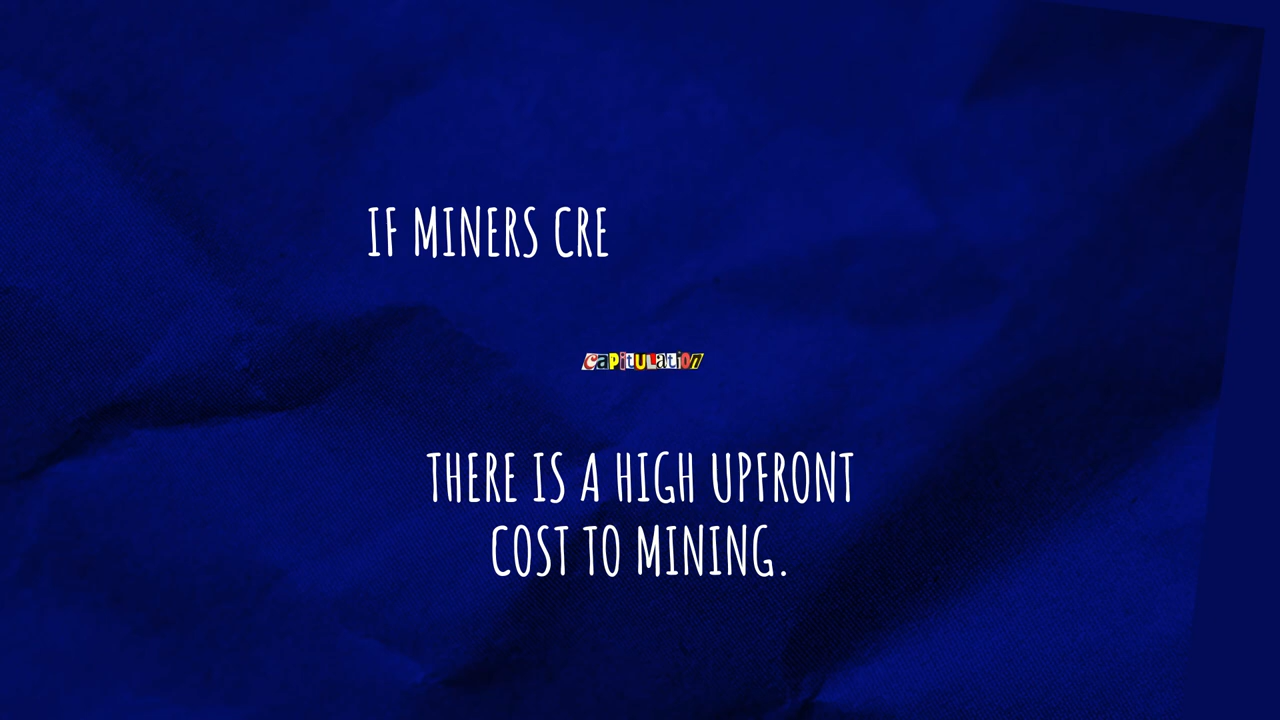 IF MINERS CRE
CaPiTULatiOn
THERE IS A HIGH UPFRONT
COST TO MINING.